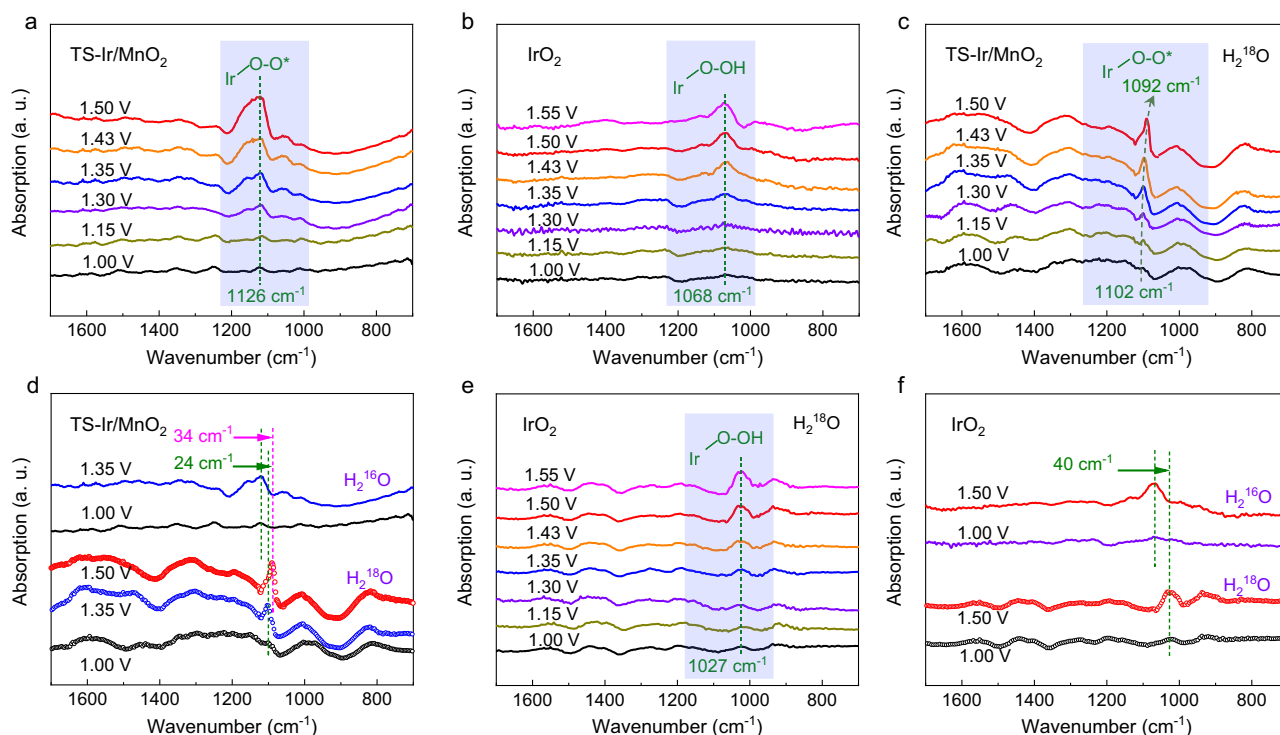 a
TS-Ir/MnO₂
Ir O-O*
1.50 V
1.43 V
1.35 V
1.30 V
1.15 V
1.00 V
1126 cm⁻¹
Absorption (a. u.)
1600 1400 1200 1000 800
Wavenumber (cm⁻¹)
b
IrO₂
Ir O-OH
1.55 V
1.50 V
1.43 V
1.35 V
1.30 V
1.15 V
1.00 V
1068 cm⁻¹
Absorption (a. u.)
1600 1400 1200 1000 800
Wavenumber (cm⁻¹)
c
TS-Ir/MnO₂
H₂¹⁸O
Ir O-O*
1092 cm⁻¹
1.50 V
1.43 V
1.35 V
1.30 V
1.15 V
1.00 V
1102 cm⁻¹
Absorption (a. u.)
1600 1400 1200 1000 800
Wavenumber (cm⁻¹)
d
TS-Ir/MnO₂
34 cm⁻¹
24 cm⁻¹
1.35 V
H₂¹⁶O
1.00 V
1.50 V
H₂¹⁸O
1.35 V
1.00 V
Absorption (a. u.)
1600 1400 1200 1000 800
Wavenumber (cm⁻¹)
e
IrO₂
H₂¹⁸O
Ir O-OH
1.55 V
1.50 V
1.43 V
1.35 V
1.30 V
1.15 V
1.00 V
1027 cm⁻¹
Absorption (a. u.)
1600 1400 1200 1000 800
Wavenumber (cm⁻¹)
f
IrO₂
40 cm⁻¹
1.50 V
H₂¹⁶O
1.00 V
H₂¹⁸O
1.50 V
1.00 V
Absorption (a. u.)
1600 1400 1200 1000 800
Wavenumber (cm⁻¹)